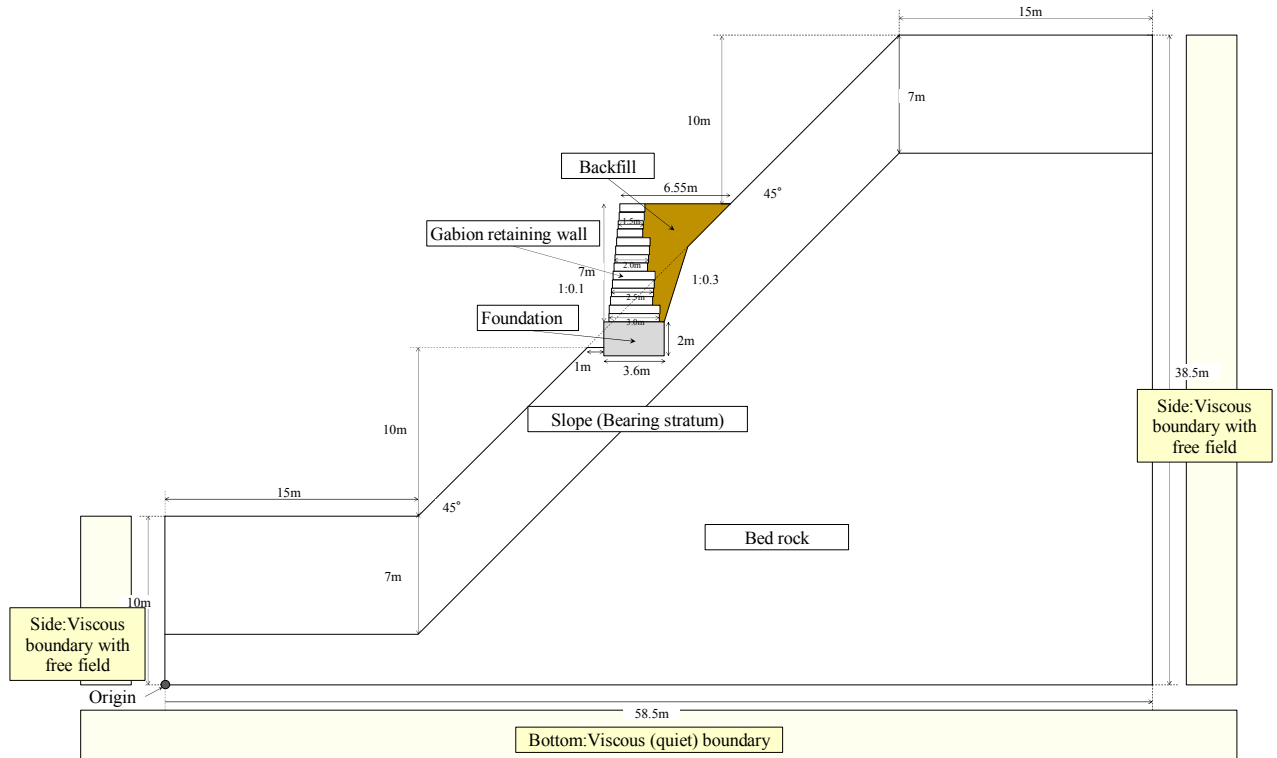 15m
7m
10m
Backfill
6.55m
45°
1.5m
Gabion retaining wall
2.0m
7m
1:0.1
1:0.3
2.5m
3.0m
Foundation
2m
1m
3.6m
38.5m
Side:Viscous
boundary with
free field
Slope (Bearing stratum)
10m
15m
45°
Bed rock
7m
10m
Side:Viscous
boundary with
free field
Origin
58.5m
Bottom:Viscous (quiet) boundary